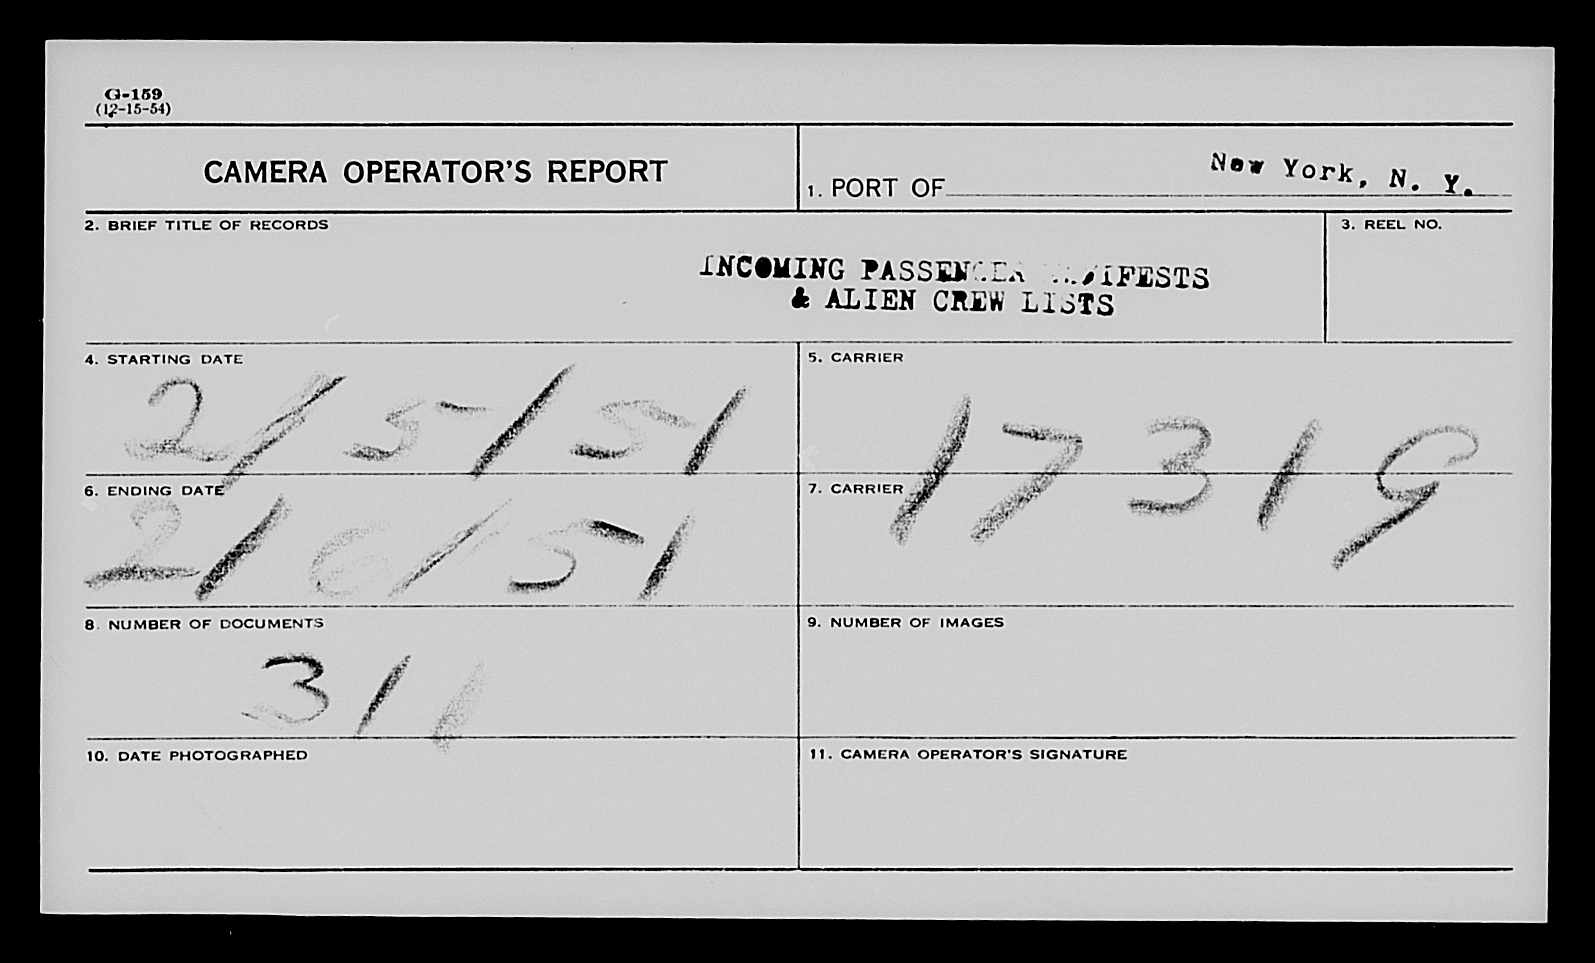 G-159
(12-15-54)
CAMERA OPERATOR'S REPORT
1. PORT OF New York, N. Y.
2. BRIEF TITLE OF RECORDS
3. REEL NO.
INCOMING PASSENGER MANIFESTS
& ALIEN CREW LISTS
4. STARTING DATE
2/5/51
5. CARRIER
17319
6. ENDING DATE
2/6/51
7. CARRIER
8. NUMBER OF DOCUMENTS
311
9. NUMBER OF IMAGES
10. DATE PHOTOGRAPHED
11. CAMERA OPERATOR'S SIGNATURE